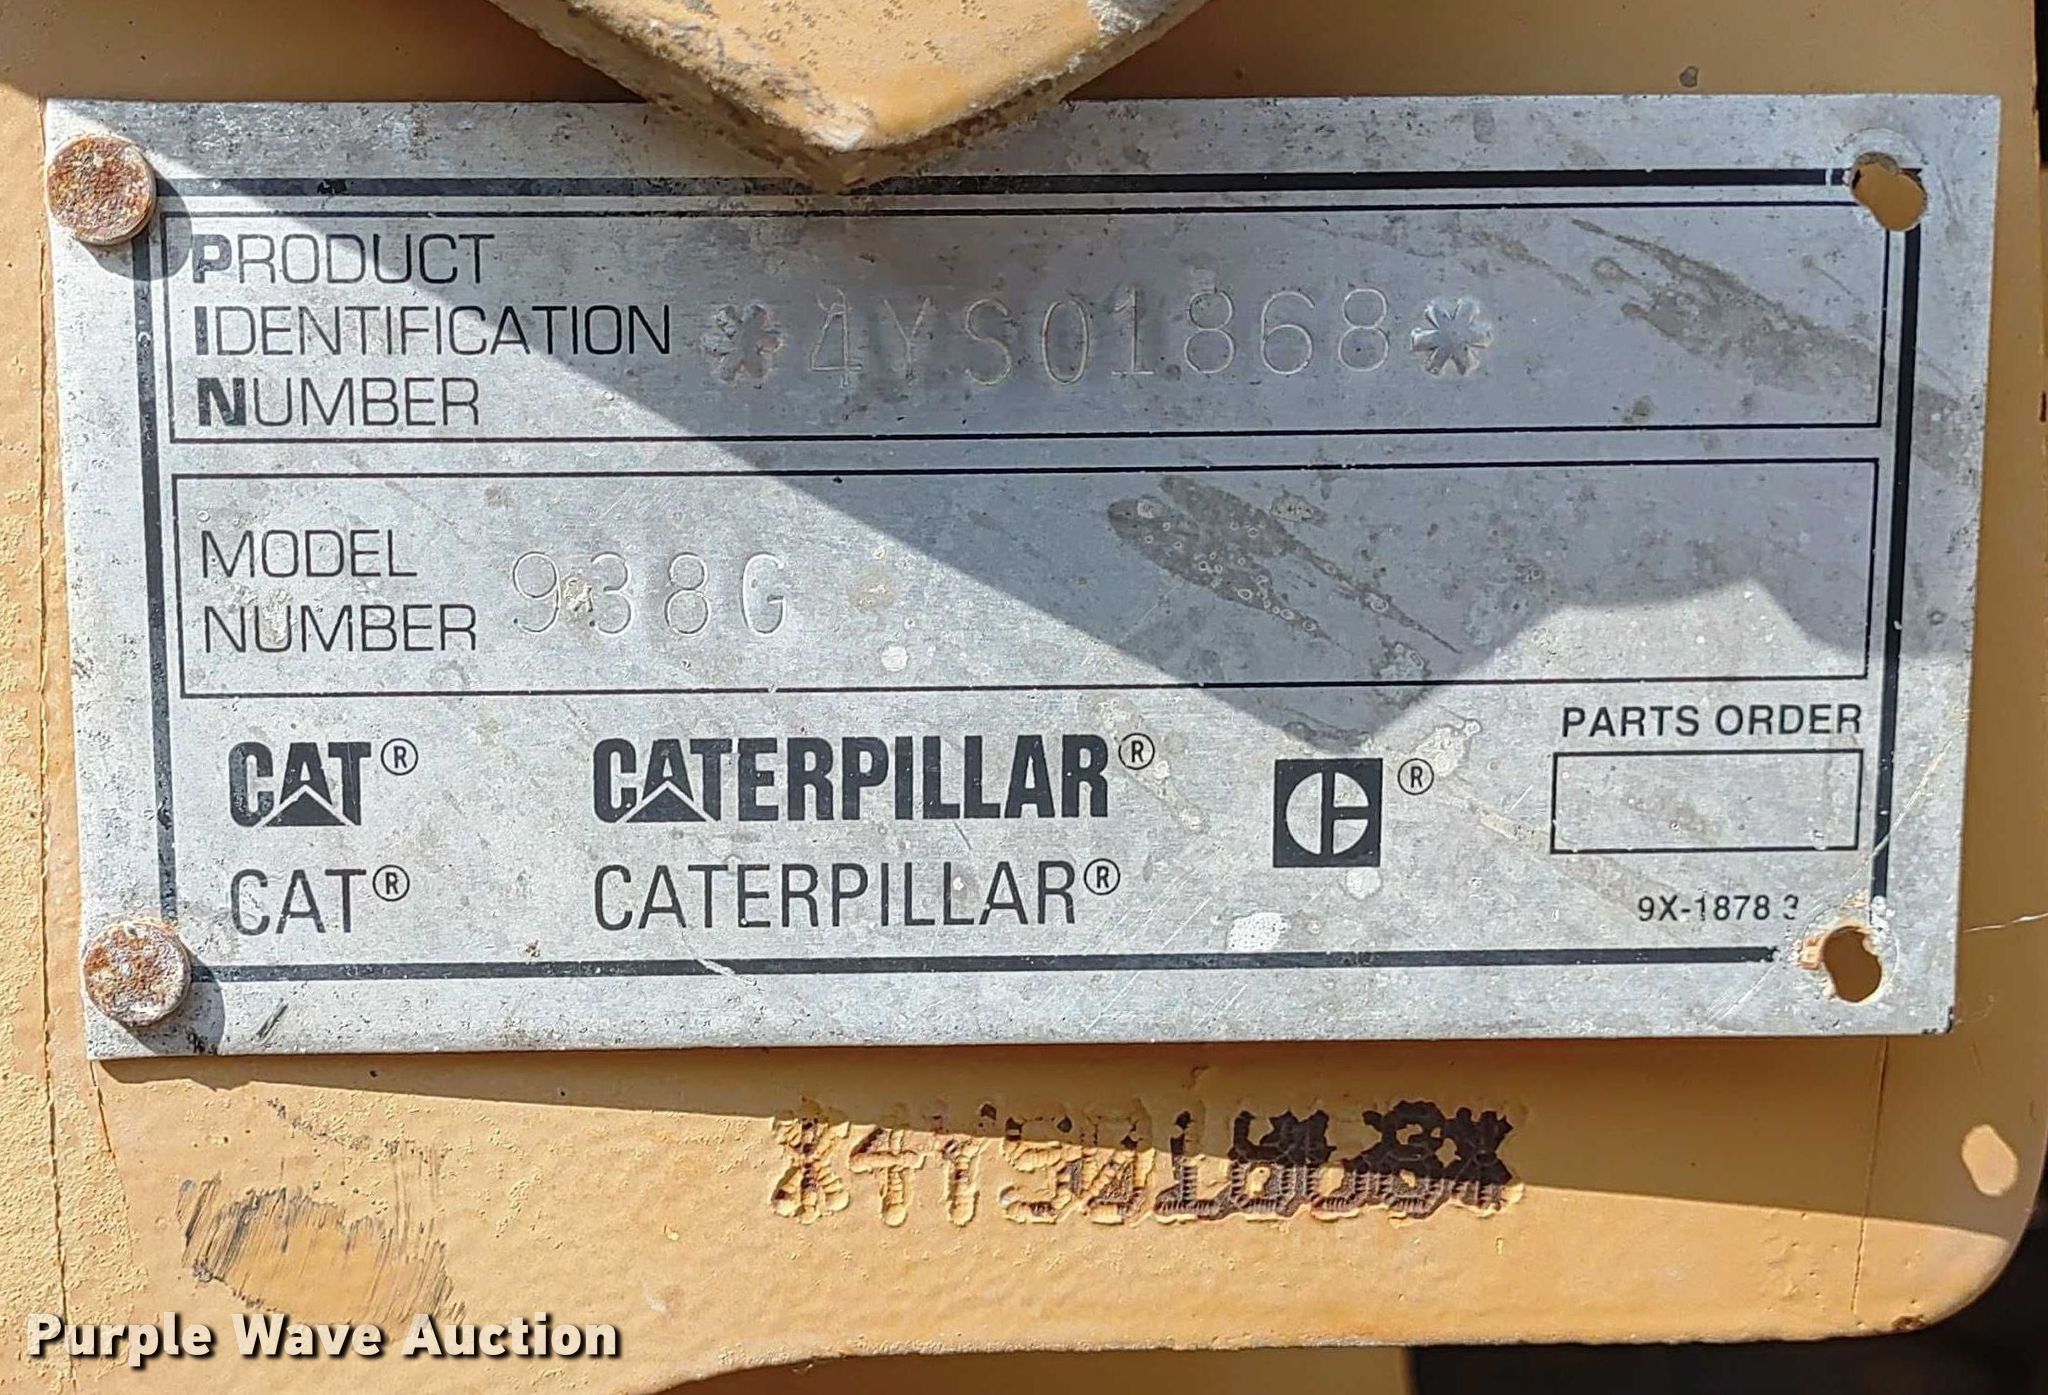 PRODUCT
IDENTIFICATION *4YS01868*
NUMBER
MODEL
NUMBER 938G
PARTS ORDER
CAT® CATERPILLAR® ®
CAT® CATERPILLAR®
9X-1878 3
*4YS01868*
Purple Wave Auction